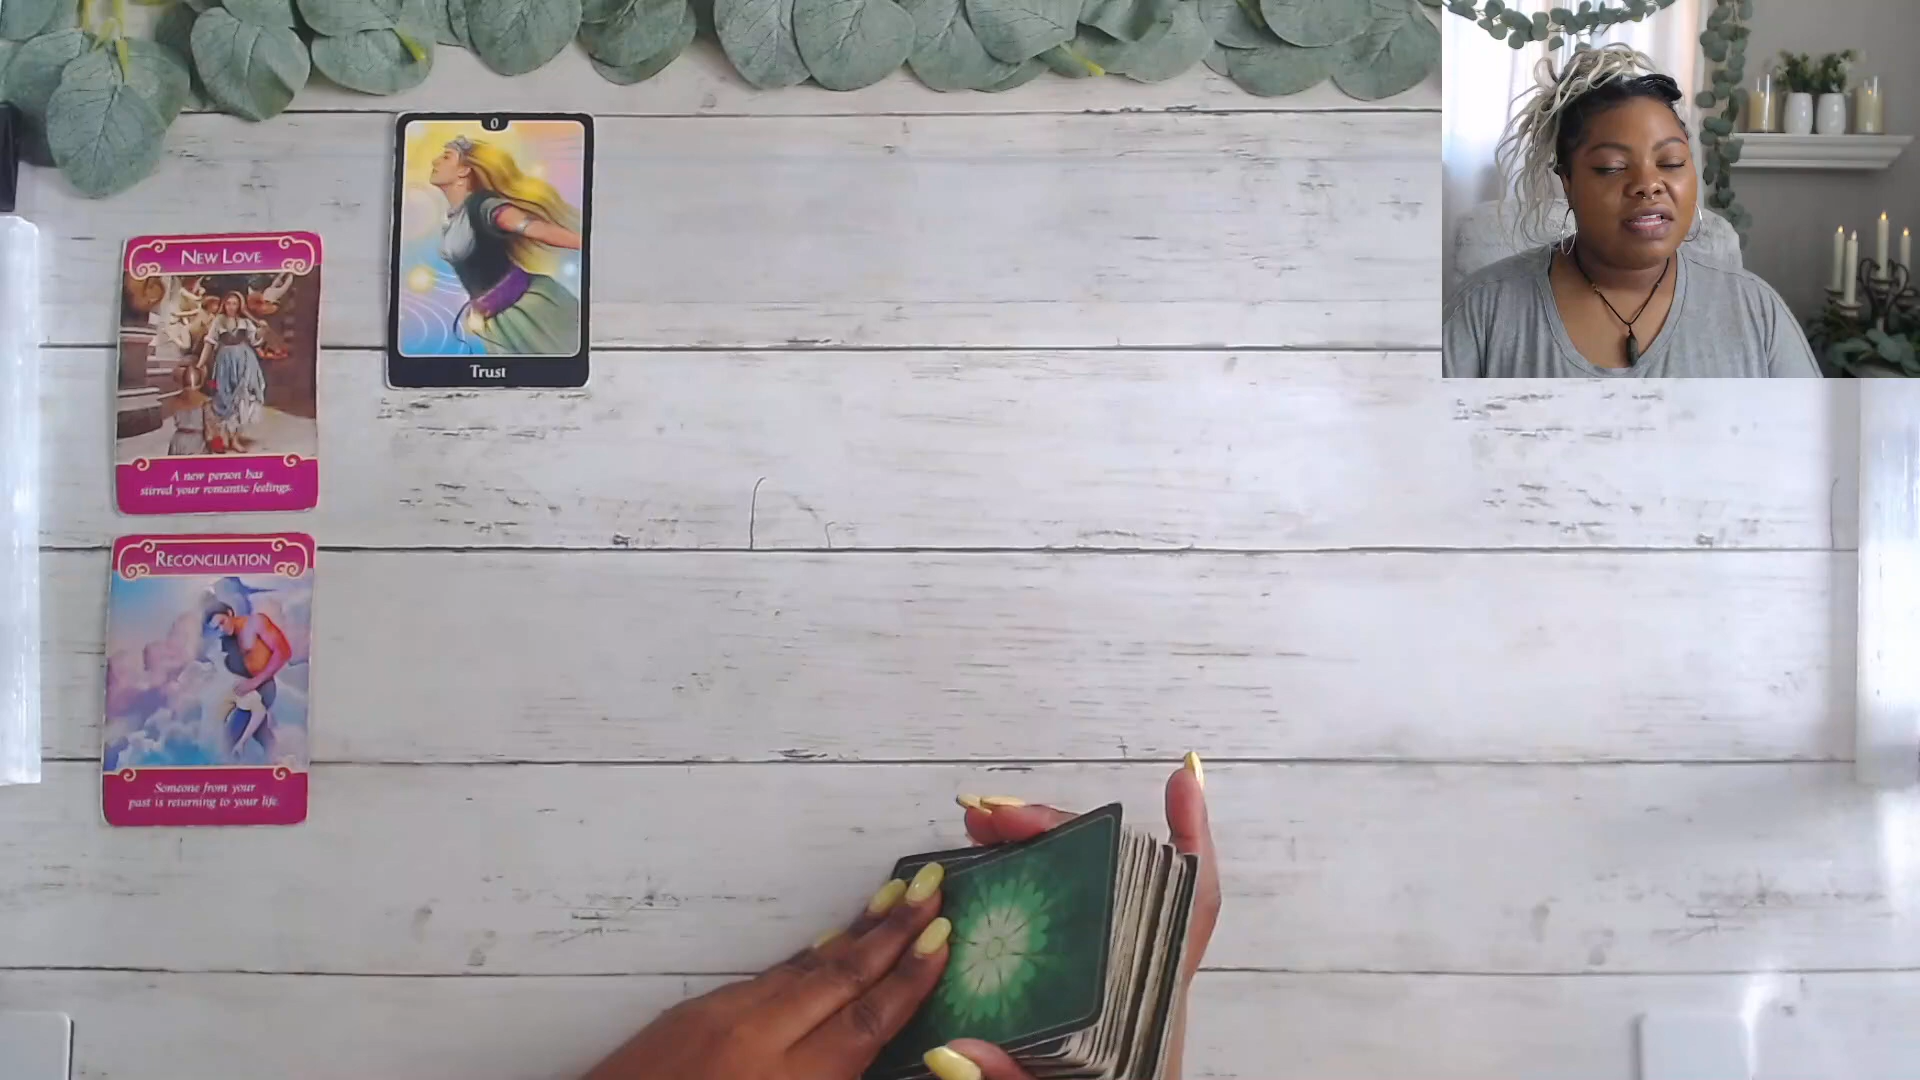 0
Trust
NEW LOVE
A new person has
stirred your romantic feelings.
RECONCILIATION
Someone from your
past is returning to your life.